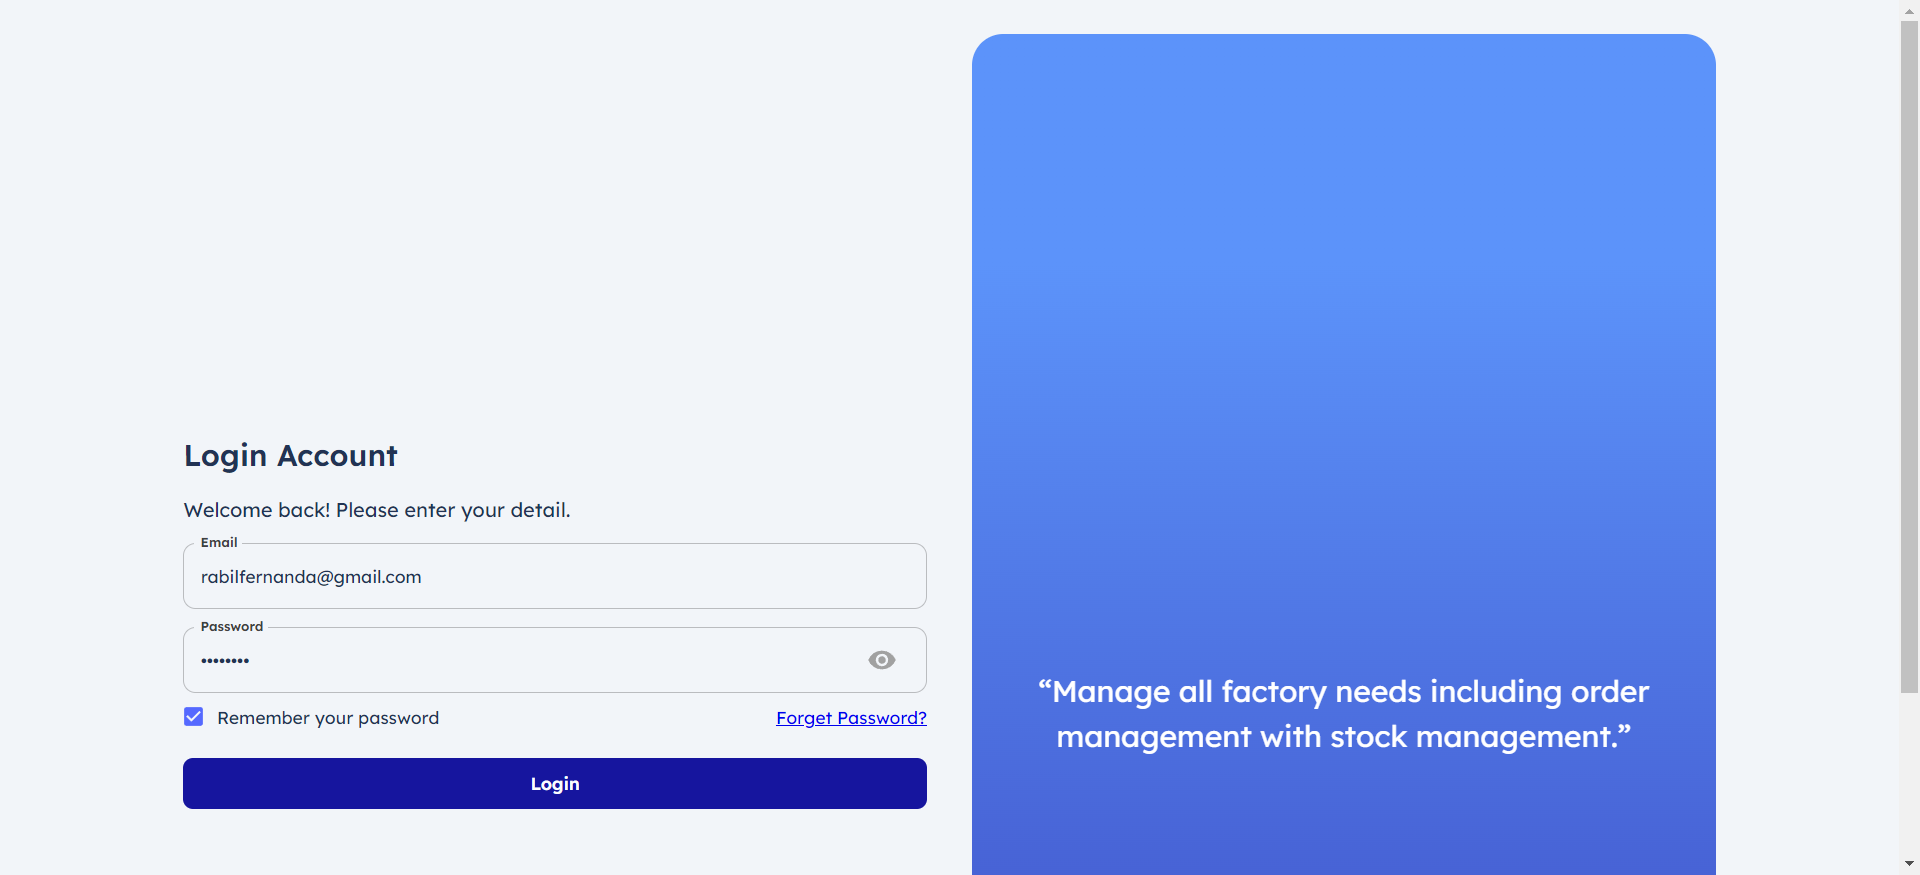 Login Account
Welcome back! Please enter your detail.
Email
rabilfernanda@gmail.com
Password
••••••••
Remember your password
Forget Password?
Login
“Manage all factory needs including order
management with stock management.”